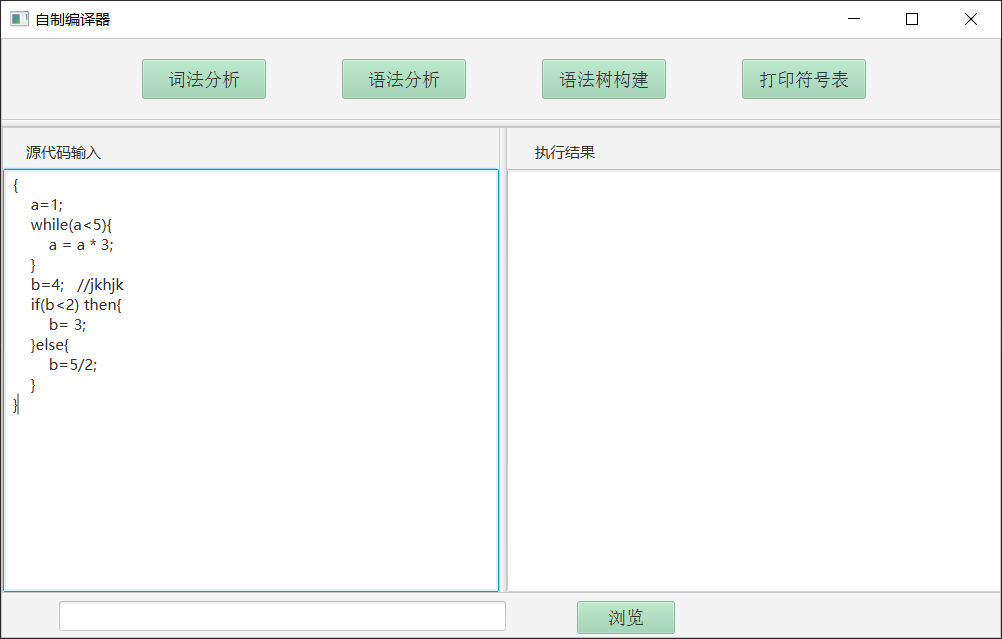 自制编译器
词法分析 语法分析 语法树构建 打印符号表
源代码输入
{
    a=1;
    while(a<5){
        a = a * 3;
    }
    b=4;   //jkhjk
    if(b<2) then{
        b= 3;
    }else{
        b=5/2;
    }
}
执行结果
浏览